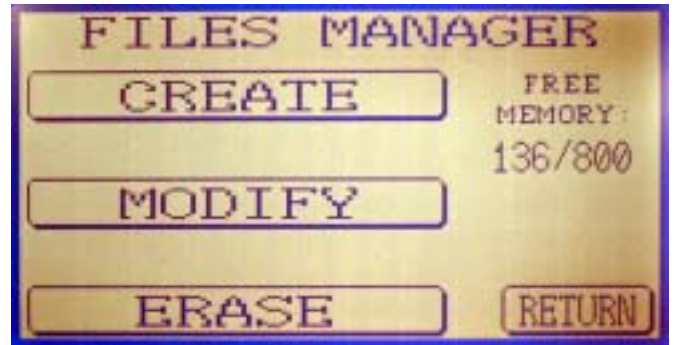 FILES MANAGER
CREATE
FREE
MEMORY:
136/800
MODIFY
ERASE
RETURN